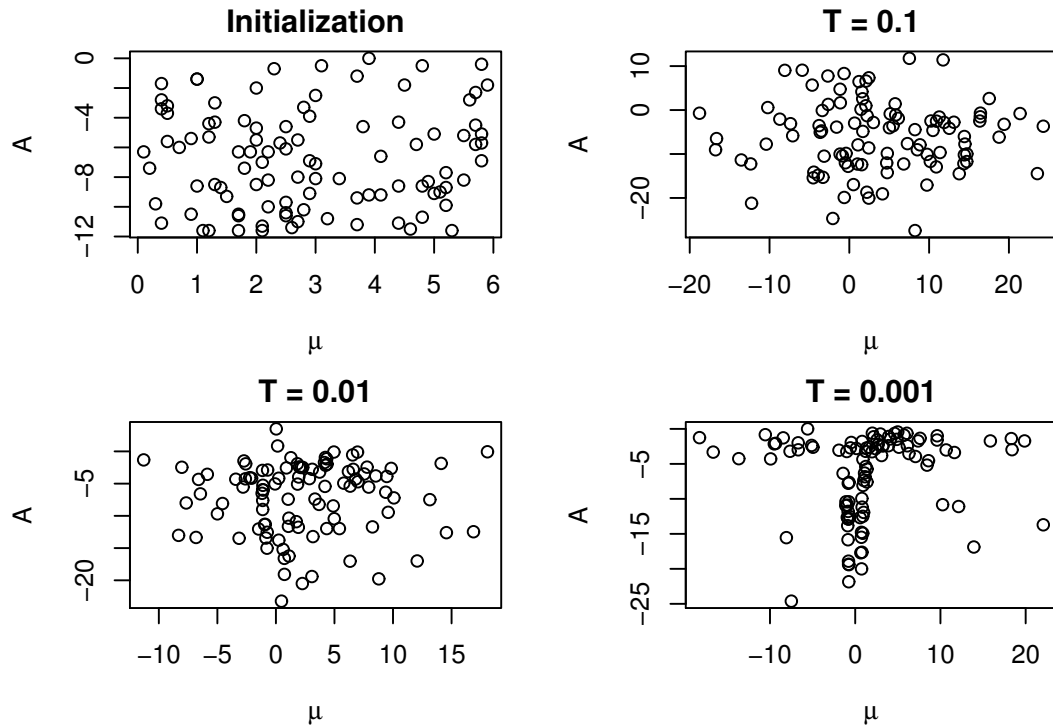 Initialization
0
−4
−8
−12
A
0 1 2 3 4 5 6
μ
T = 0.1
10
0
−20
A
−20 −10 0 10 20
μ
T = 0.01
−5
−20
A
−10 −5 0 5 10 15
μ
T = 0.001
−5
−15
−25
A
−10 0 10 20
μ